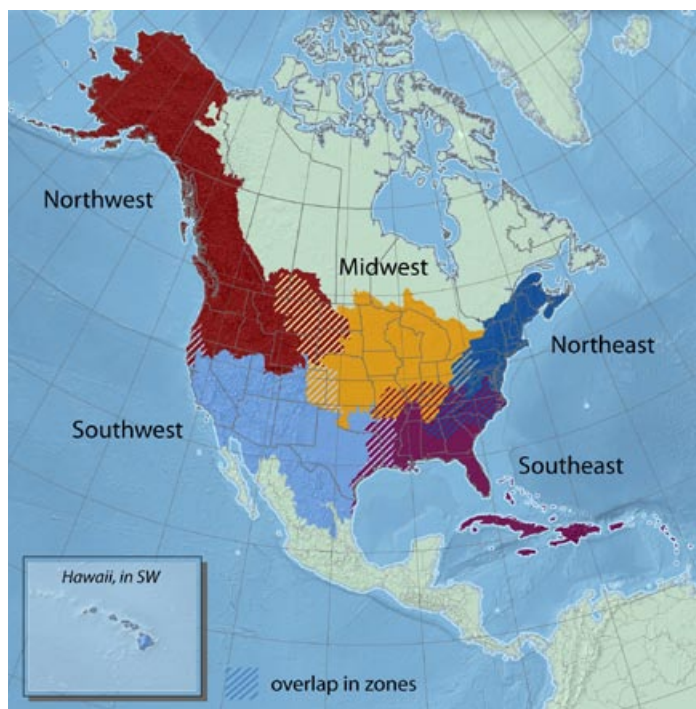 Northwest
Midwest
Northeast
Southwest
Southeast
Hawaii, in SW
overlap in zones